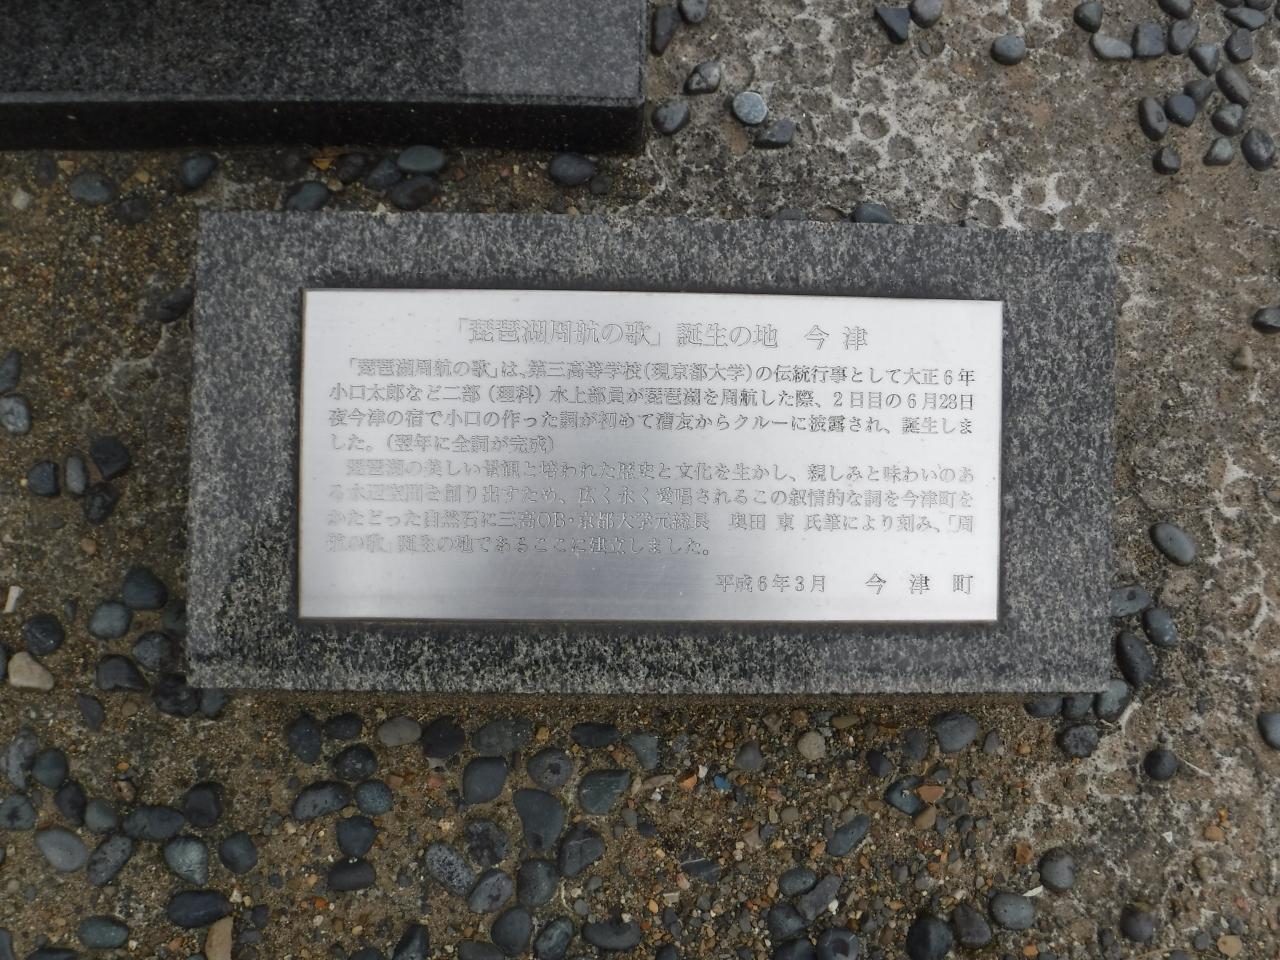 「琵琶湖周航の歌」誕生の地　今津
「琵琶湖周航の歌」は、第三高等学校（現京都大学）の伝統行事として大正6年
小口太郎など二部（理科）水上部員が琵琶湖を周航した際、2日目の6月28日
夜今津の宿で小口の作った詞が初めて漕友からクルーに披露され、誕生しま
した。（翌年に全詞が完成）
琵琶湖の美しい景観と培われた歴史と文化を生かし、親しみと味わいのあ
る水辺空間を創り出すため、広く永く愛唱されるこの叙情的な詞を今津町を
かたどった自然石に三高OB・京都大学元総長　奥田 東 氏筆により刻み、「周
航の歌」誕生の地であるここに建立しました。
平成6年3月　今 津 町